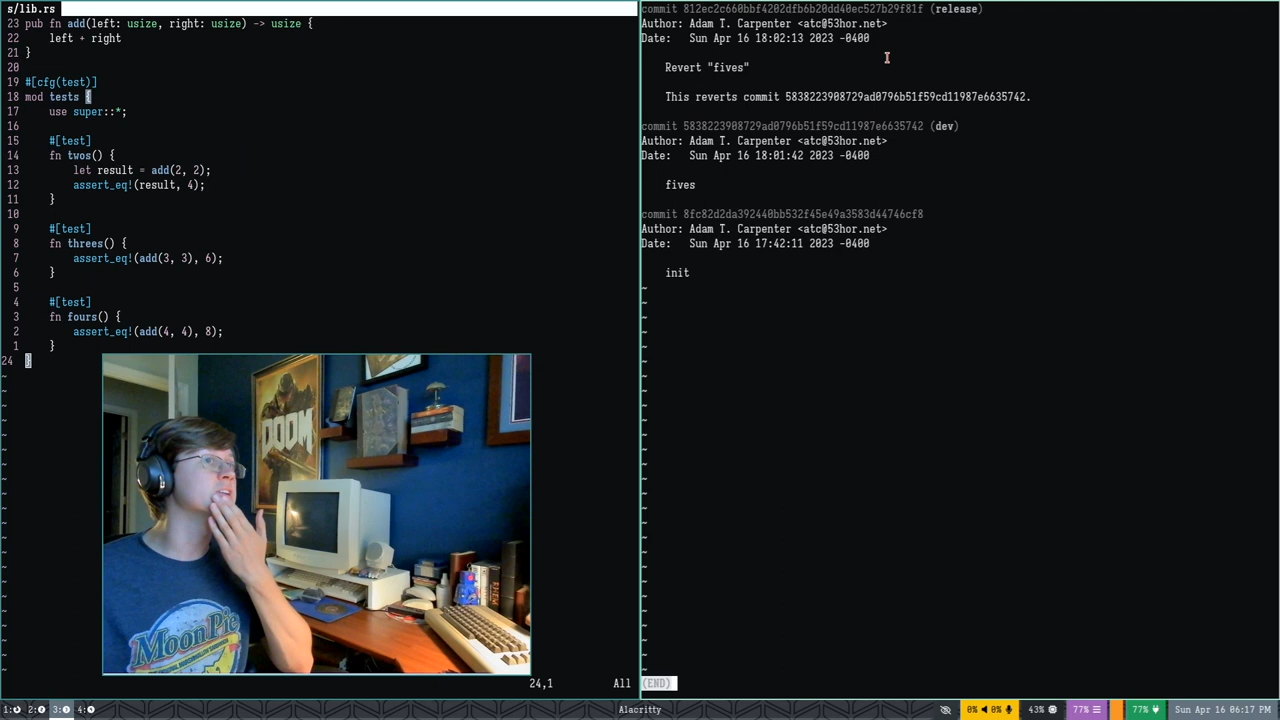 s/lib.rs
23 pub fn add(left: usize, right: usize) -> usize {
22     left + right
21 }
20
19 #[cfg(test)]
18 mod tests {
17     use super::*;
16
15     #[test]
14     fn twos() {
13         let result = add(2, 2);
12         assert_eq!(result, 4);
11     }
10
9     #[test]
8     fn threes() {
7         assert_eq!(add(3, 3), 6);
6     }
5
4     #[test]
3     fn fours() {
2         assert_eq!(add(4, 4), 8);
1     }
24 }
24,1 All
commit 812ec2c660bbf4202dfb6b20dd40ec527b29f81f (release)
Author: Adam T. Carpenter <atc@53hor.net>
Date:   Sun Apr 16 18:02:13 2023 -0400
Revert "fives"
This reverts commit 5838223908729ad0796b51f59cd11987e6635742.
commit 5838223908729ad0796b51f59cd11987e6635742 (dev)
Author: Adam T. Carpenter <atc@53hor.net>
Date:   Sun Apr 16 18:01:42 2023 -0400
fives
commit 8fc82d2da392440bb532f45e49a3583d44746cf8
Author: Adam T. Carpenter <atc@53hor.net>
Date:   Sun Apr 16 17:42:11 2023 -0400
init
(END)
DOOM
MoonPie
1: 2: 3: 4: Alacritty 0% 0% 43% 77% 77% Sun Apr 16 06:17 PM